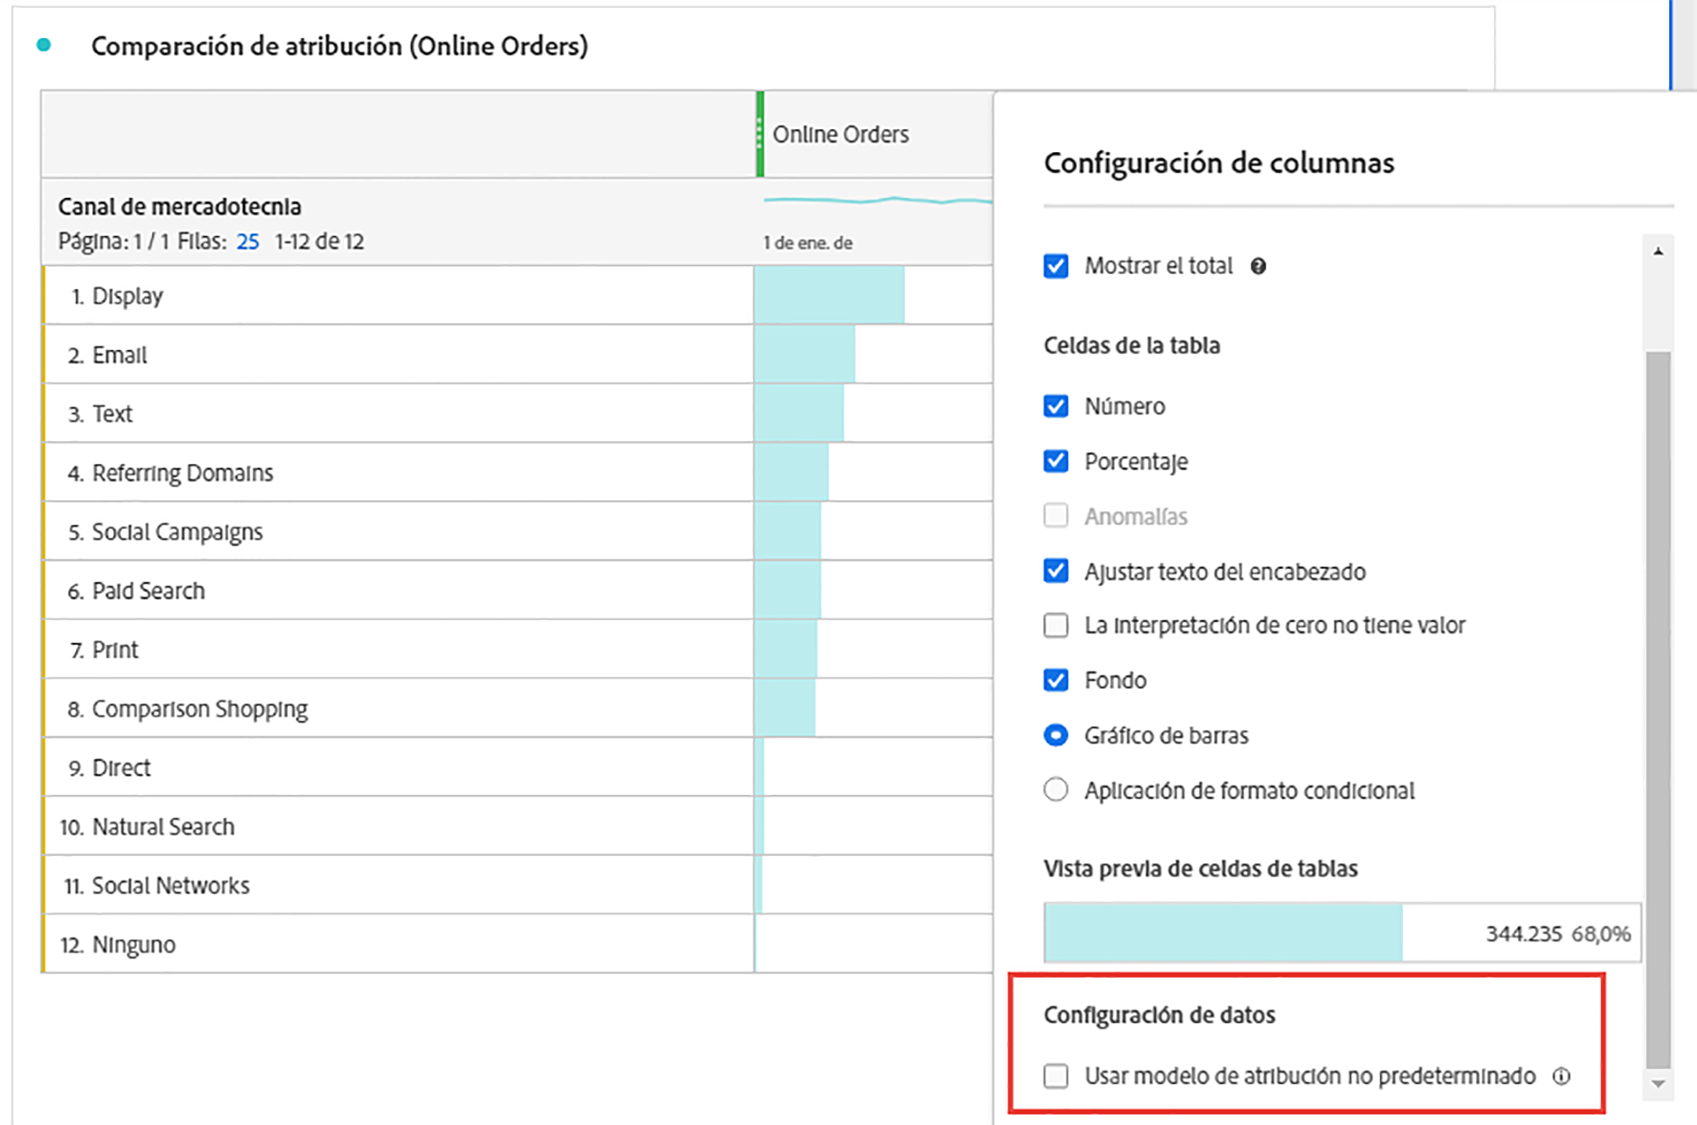 Comparación de atribución (Online Orders)
Online Orders
Canal de mercadotecnia
Página: 1 / 1 Filas: 25 1-12 de 12
1 de ene. de
1. Display
2. Email
3. Text
4. Referring Domains
5. Social Campaigns
6. Paid Search
7. Print
8. Comparison Shopping
9. Direct
10. Natural Search
11. Social Networks
12. Ninguno
Configuración de columnas
Mostrar el total
Celdas de la tabla
Número
Porcentaje
Anomalías
Ajustar texto del encabezado
La interpretación de cero no tiene valor
Fondo
Gráfico de barras
Aplicación de formato condicional
Vista previa de celdas de tablas
344.235 68,0%
Configuración de datos
Usar modelo de atribución no predeterminado